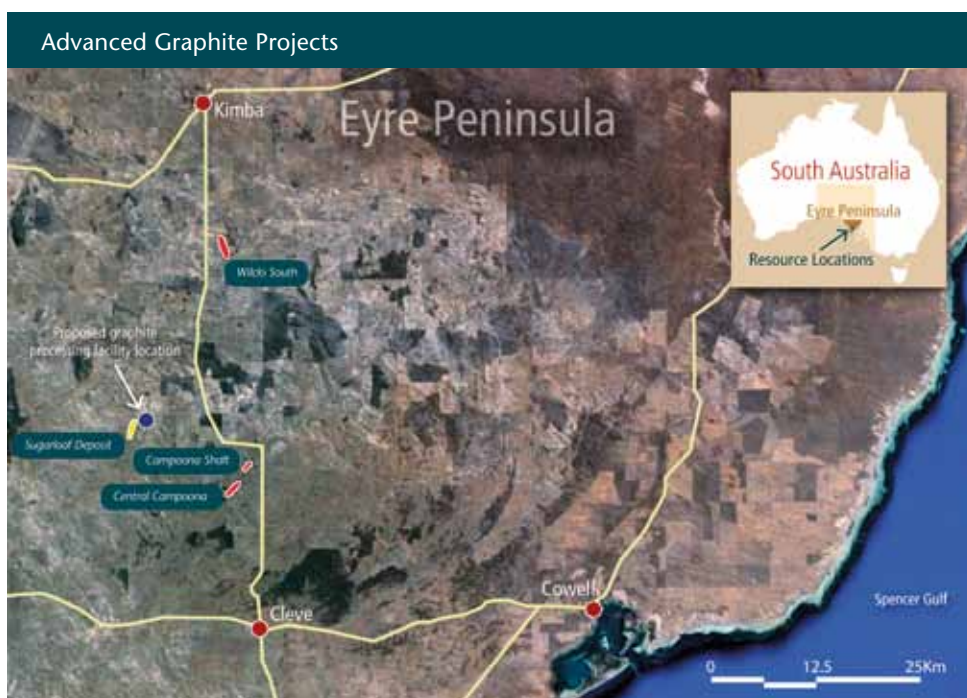 Advanced Graphite Projects
Kimba
Eyre Peninsula
South Australia
Eyre Peninsula
Resource Locations
Wilclo South
Proposed graphite
processing facility location
Sugarloaf Deposit
Campoona Shaft
Central Campoona
Cleve
Cowell
Spencer Gulf
0 12.5 25Km